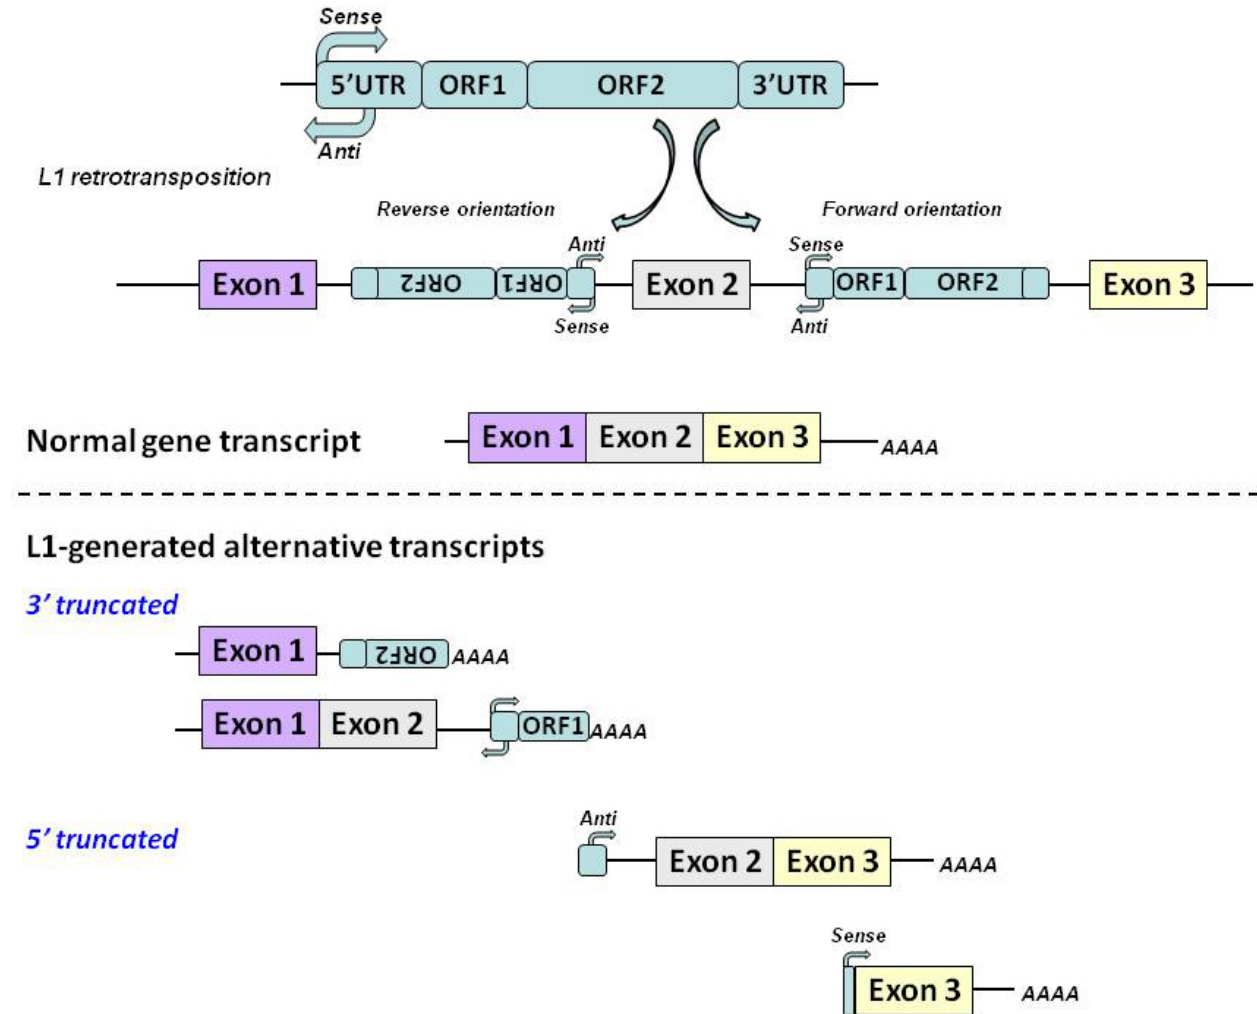 Sense
5'UTR ORF1 ORF2 3'UTR
Anti
L1 retrotransposition
Reverse orientation Forward orientation
Anti Sense
Exon 1 ORF2 ORF1 Exon 2 ORF1 ORF2 Exon 3
Sense Anti
Normal gene transcript Exon 1 Exon 2 Exon 3 AAAA
L1-generated alternative transcripts
3' truncated
Exon 1 ORF2 AAAA
Exon 1 Exon 2 ORF1 AAAA
5' truncated
Anti
Exon 2 Exon 3 AAAA
Sense
Exon 3 AAAA